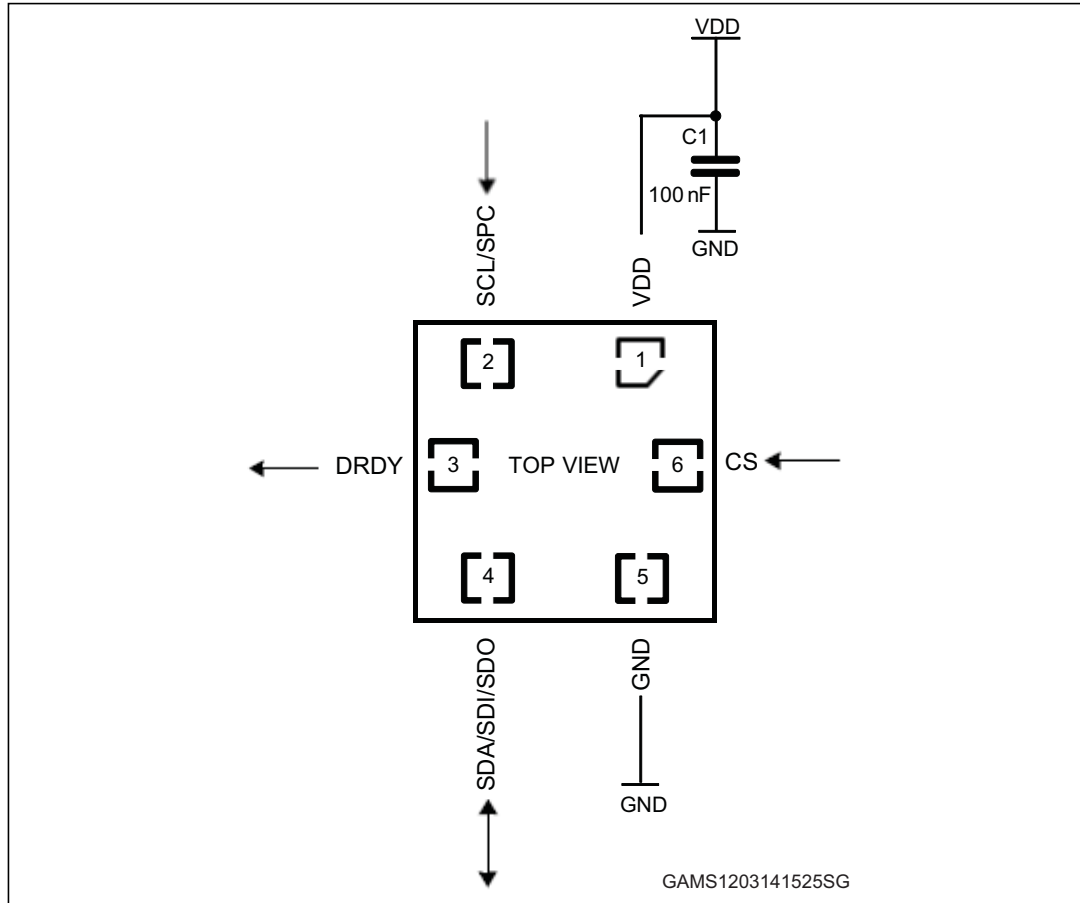 VDD
C1
100 nF
GND
SCL/SPC
VDD
2
1
DRDY
3
TOP VIEW
6
CS
4
5
SDA/SDI/SDO
GND
GND
GAMS1203141525SG